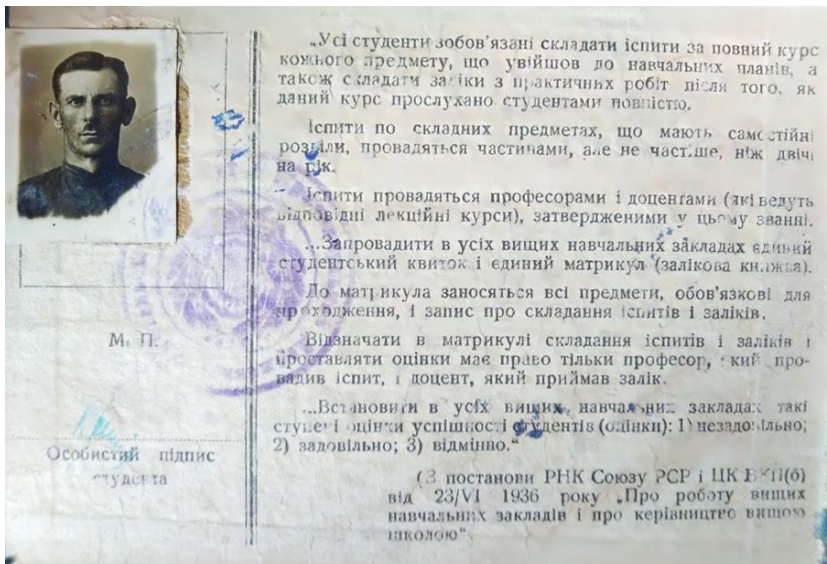 М. П.
Особистий підпис
студента
„Усі студенти зобов'язані складати іспити за повний курс
кожного предмету, що увійшов до навчальних планів, а
також складати заліки з практичних робіт після того, як
даний курс прослухано студентами повністю.
Іспити по складних предметах, що мають самостійні
розділи, провадяться частинами, але не частіше, ніж двічі
на рік.
Іспити провадяться професорами і доцентами (які ведуть
відповідні лекційні курси), затвердженими у цьому званні.
...Запровадити в усіх вищих навчальних закладах єдиний
студентський квиток і єдиний матрикул (залікова книжка).
До матрикула заносяться всі предмети, обов'язкові для
проходження, і запис про складання іспитів і заліків.
Відзначати в матрикулі складання іспитів і заліків і
проставляти оцінки має право тільки професор, який про-
вадив іспит, і доцент, який приймав залік.
...Встановити в усіх вищих навчальних закладах такі
ступені оцінки успішності студентів (оцінки): 1) незадовільно;
2) задовільно; 3) відмінно.“
(З постанови РНК Союзу РСР і ЦК ВКП(б)
від 23/VI 1936 року „Про роботу вищих
навчальних закладів і про керівництво вищою
школою“.